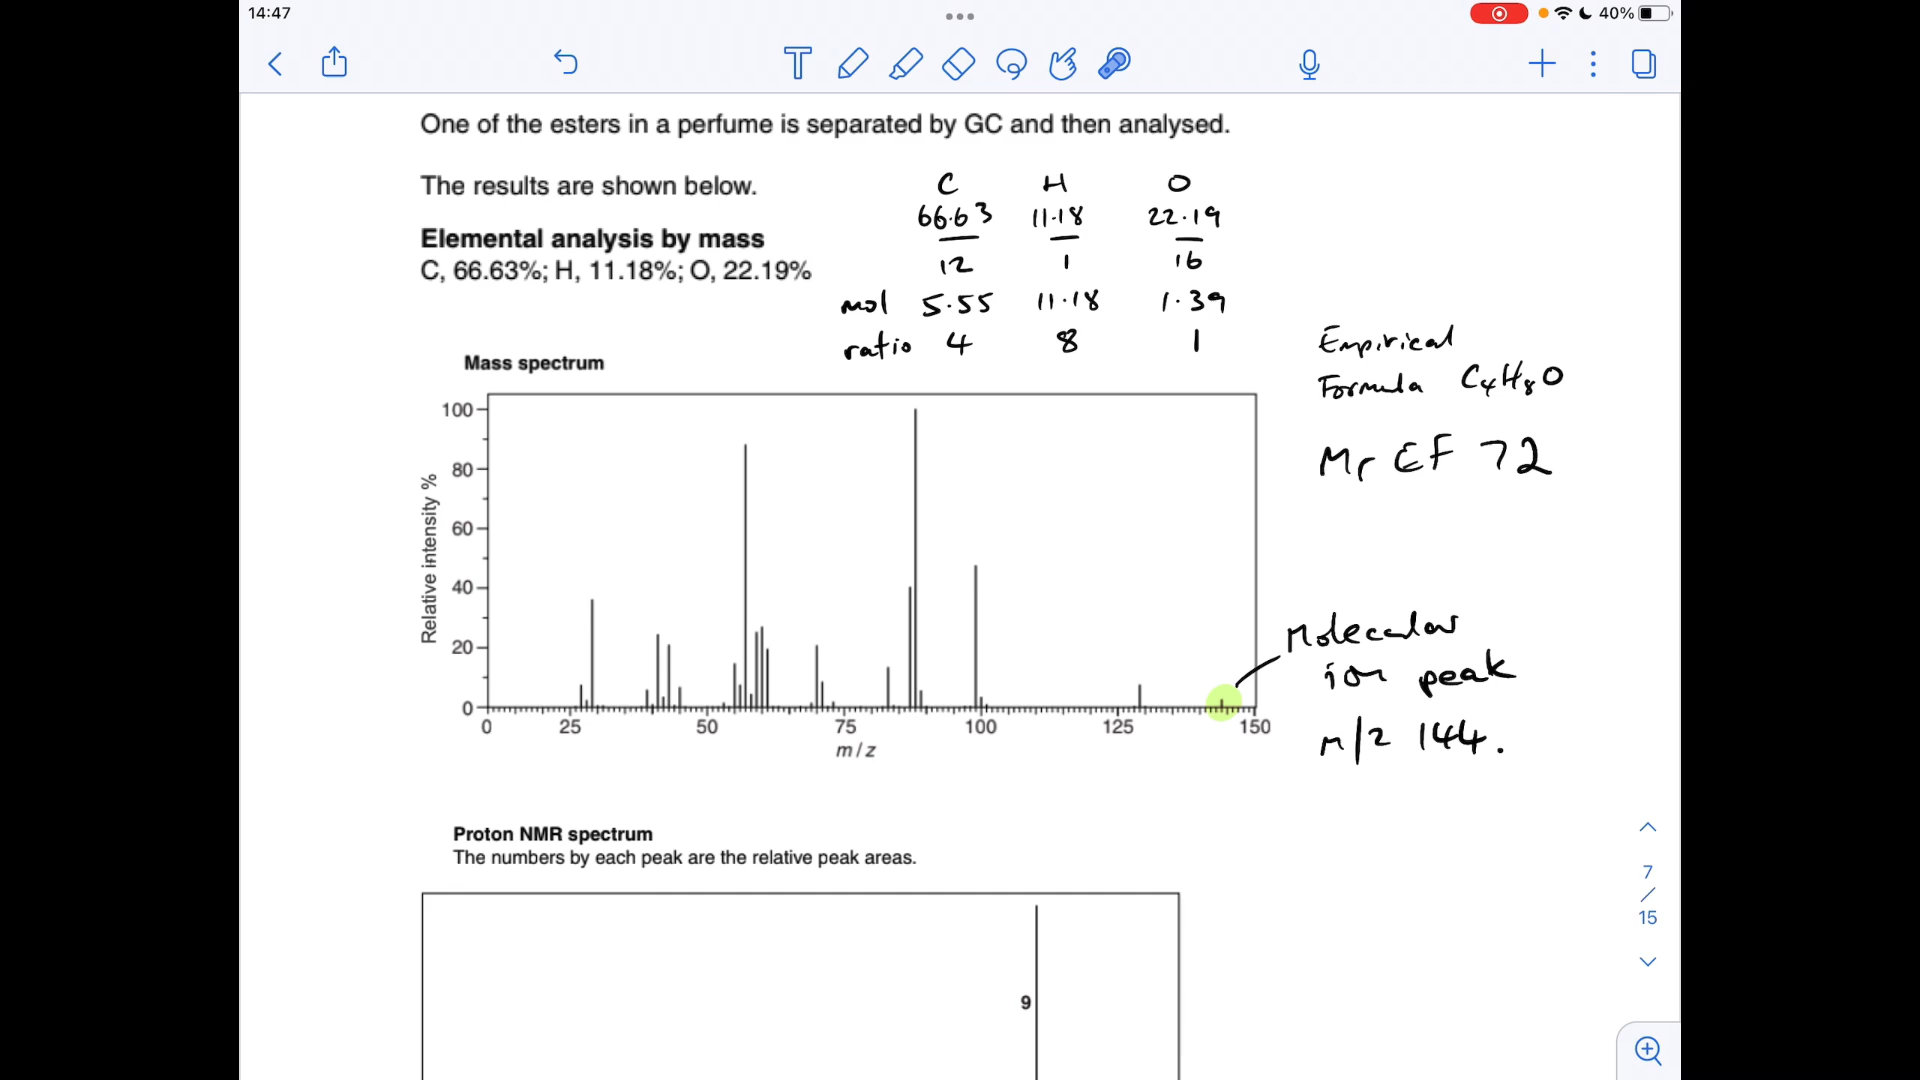 14:47
40%
One of the esters in a perfume is separated by GC and then analysed.
The results are shown below.
Elemental analysis by mass
C, 66.63%; H, 11.18%; O, 22.19%
C H O
66.63 11.18 22.19
12 1 16
mol 5.55 11.18 1.39
ratio 4 8 1
Empirical
Formula C4H8O
Mr EF 72
Mass spectrum
Relative intensity %
100
80
60
40
20
0
0 25 50 75 100 125 150
m / z
Molecular
ion peak
m/z 144.
Proton NMR spectrum
The numbers by each peak are the relative peak areas.
9
7
/
15